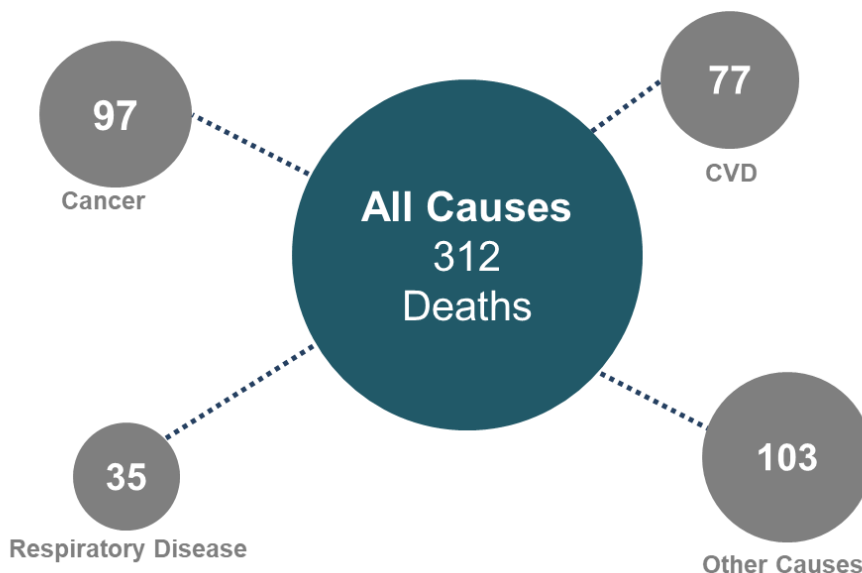 97
Cancer
77
CVD
All Causes
312
Deaths
35
Respiratory Disease
103
Other Causes